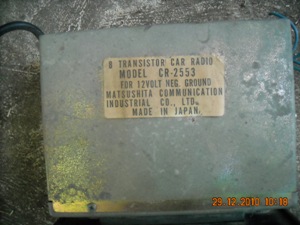 8 TRANSISTOR CAR RADIO
MODEL CR-2553
FOR 12VOLT NEG. GROUND
MATSUSHITA COMMUNICATION
INDUSTRIAL CO., LTD.
MADE IN JAPAN
29.12.2010 10:18